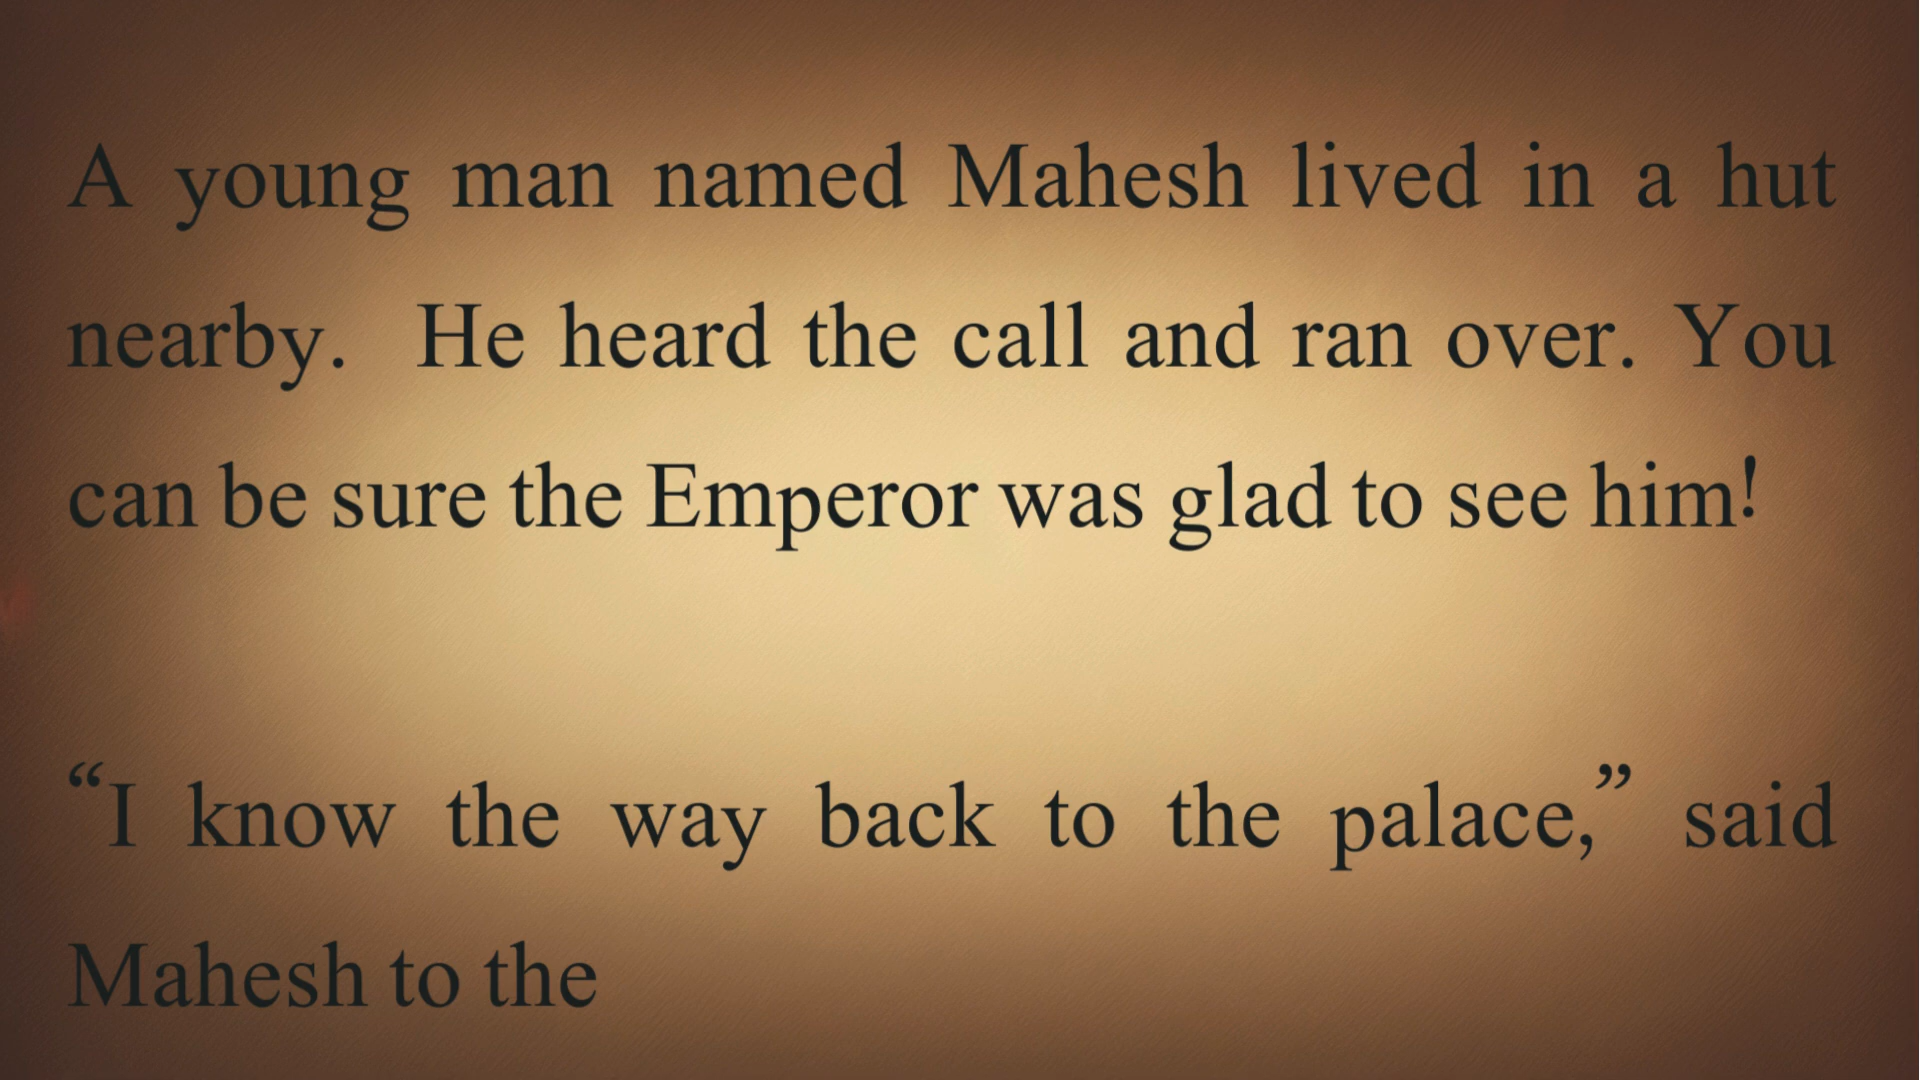 A young man named Mahesh lived in a hut
nearby.  He heard the call and ran over. You
can be sure the Emperor was glad to see him!
“I know the way back to the palace,” said
Mahesh to the